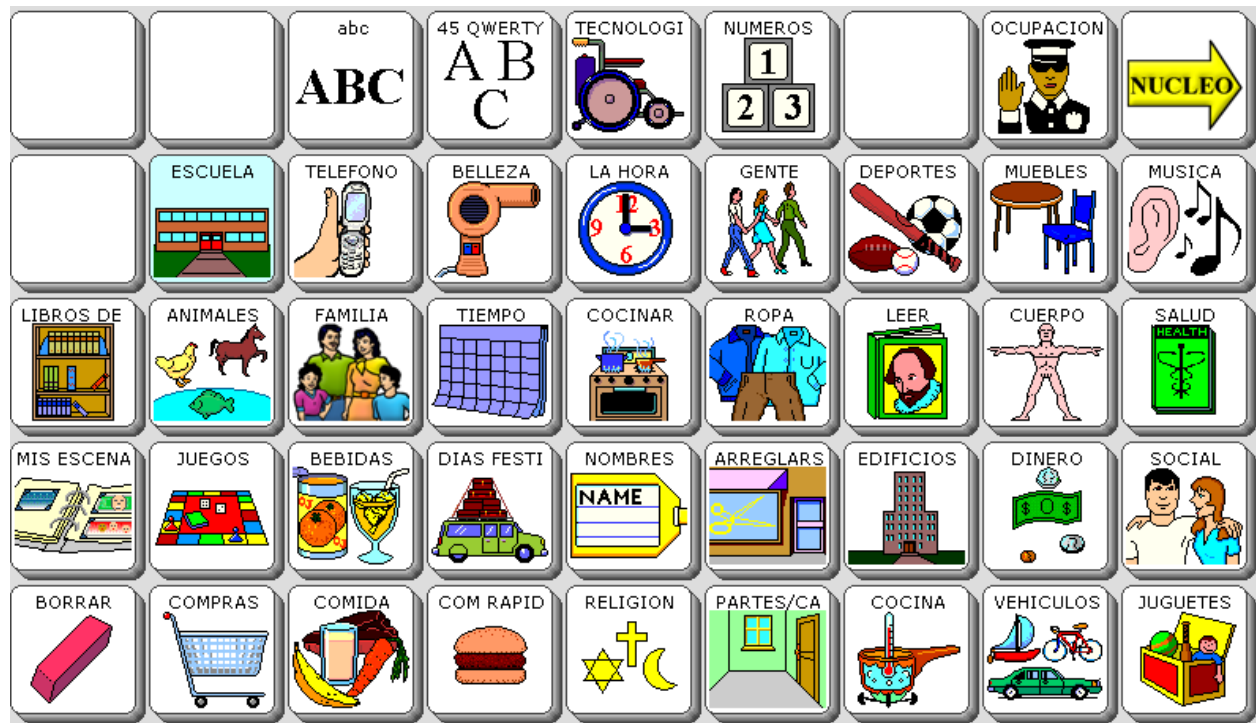 abc
ABC
45 QWERTY
A B
C
TECNOLOGI
NUMEROS
1
2 3
OCUPACION
NUCLEO
ESCUELA
TELEFONO
BELLEZA
LA HORA
12
9 3
6
GENTE
DEPORTES
MUEBLES
MUSICA
LIBROS DE
ANIMALES
FAMILIA
TIEMPO
COCINAR
ROPA
LEER
CUERPO
SALUD
HEALTH
MIS ESCENA
JUEGOS
BEBIDAS
OJ
DIAS FESTI
NOMBRES
NAME
ARREGLARS
EDIFICIOS
DINERO
$ $
SOCIAL
BORRAR
COMPRAS
COMIDA
COM RAPID
RELIGION
PARTES/CA
COCINA
VEHICULOS
JUGUETES